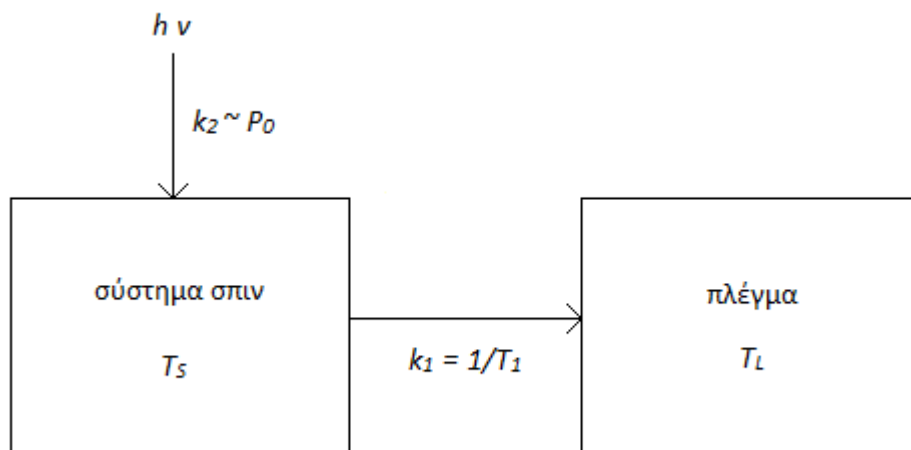 h ν
k₂ ~ P₀
σύστημα σπιν
T_S
k₁ = 1/T₁
πλέγμα
T_L